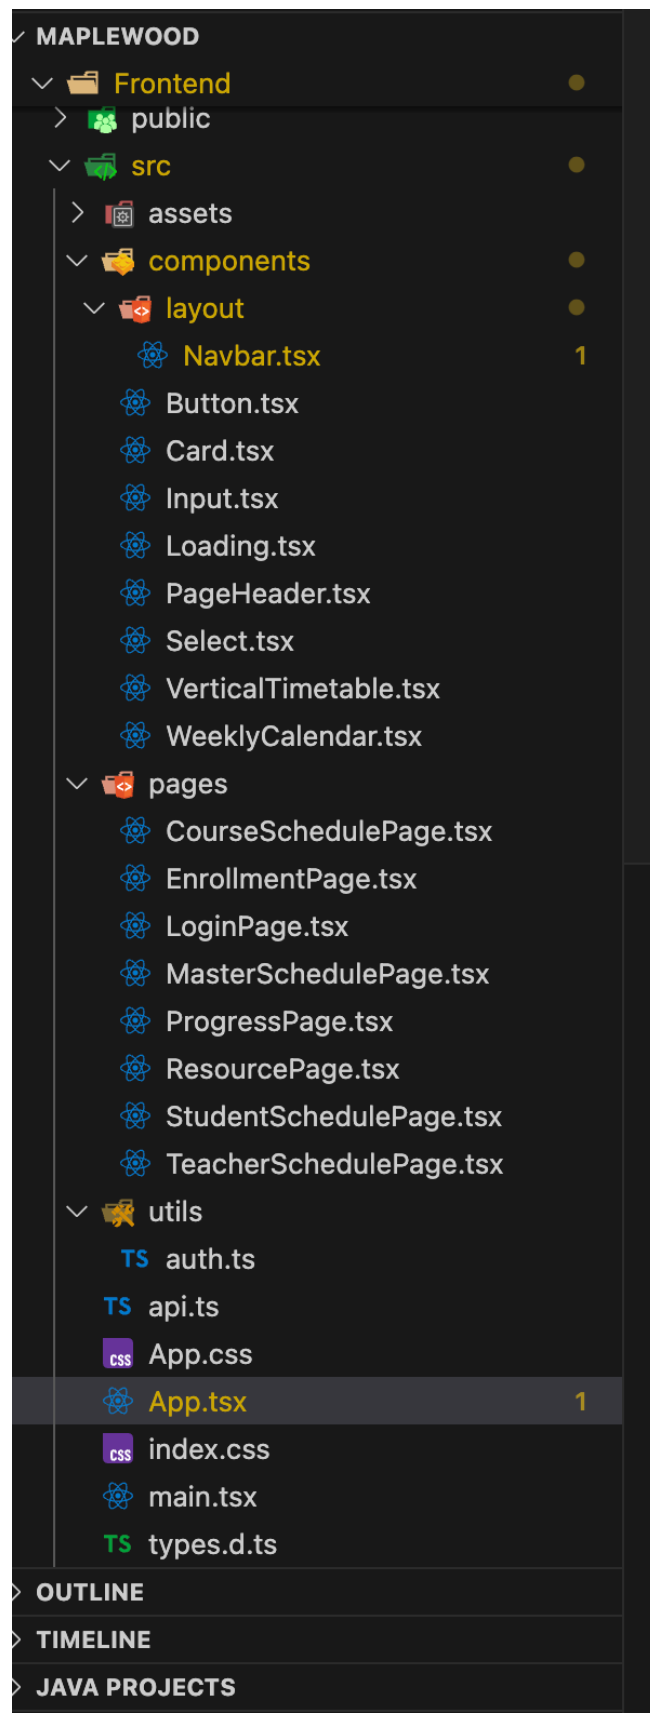 MAPLEWOOD
Frontend
public
src
assets
components
layout
Navbar.tsx 1
Button.tsx
Card.tsx
Input.tsx
Loading.tsx
PageHeader.tsx
Select.tsx
VerticalTimetable.tsx
WeeklyCalendar.tsx
pages
CourseSchedulePage.tsx
EnrollmentPage.tsx
LoginPage.tsx
MasterSchedulePage.tsx
ProgressPage.tsx
ResourcePage.tsx
StudentSchedulePage.tsx
TeacherSchedulePage.tsx
utils
TS auth.ts
TS api.ts
CSS App.css
App.tsx 1
CSS index.css
main.tsx
TS types.d.ts
OUTLINE
TIMELINE
JAVA PROJECTS